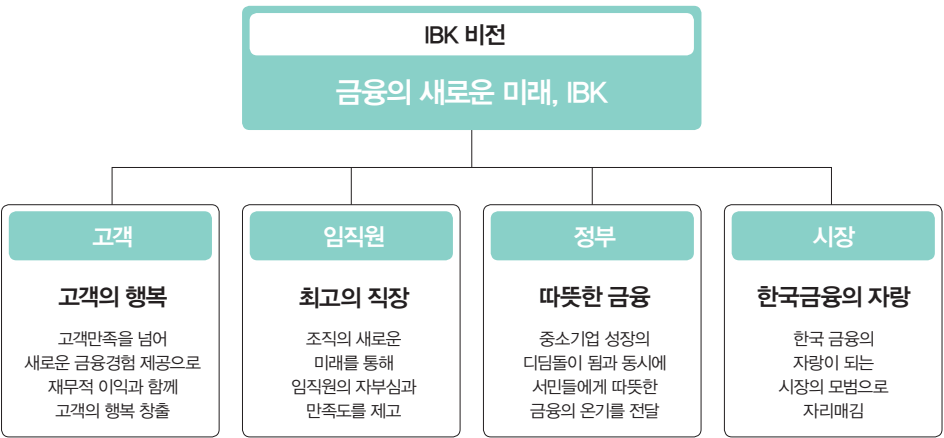 IBK 비전
금융의 새로운 미래, IBK
고객
고객의 행복
고객만족을 넘어
새로운 금융경험 제공으로
재무적 이익과 함께
고객의 행복 창출
임직원
최고의 직장
조직의 새로운
미래를 통해
임직원의 자부심과
만족도를 제고
정부
따뜻한 금융
중소기업 성장의
디딤돌이 됨과 동시에
서민들에게 따뜻한
금융의 온기를 전달
시장
한국금융의 자랑
한국 금융의
자랑이 되는
시장의 모범으로
자리매김